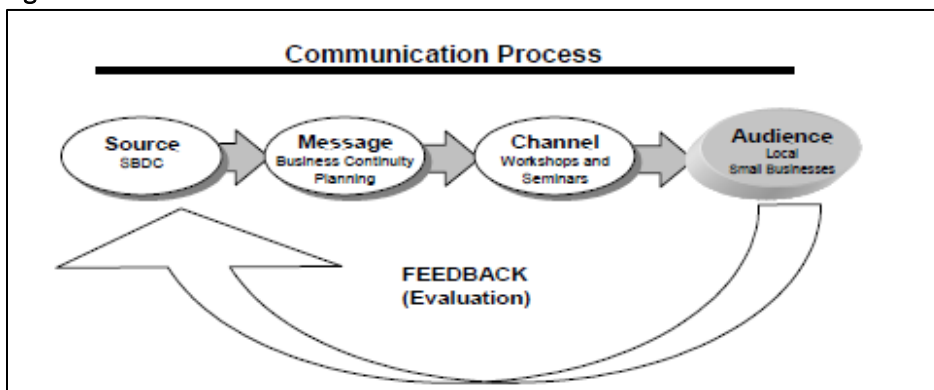 Communication Process
Source
SBDC
Message
Business Continuity
Planning
Channel
Workshops and
Seminars
Audience
Local
Small Businesses
FEEDBACK
(Evaluation)